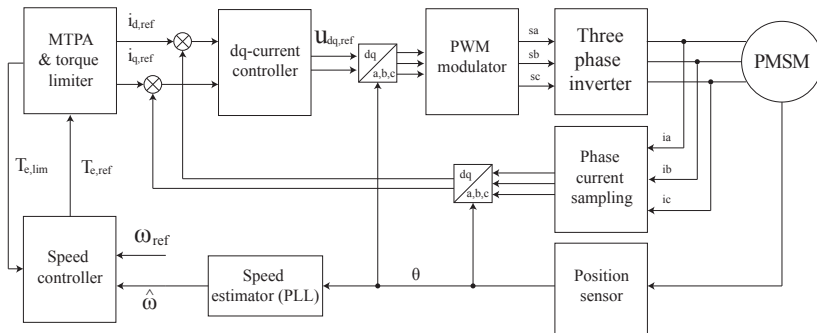 MTPA
& torque
limiter
i_d,ref
i_q,ref
dq-current
controller
u_dq,ref
dq
a,b,c
PWM
modulator
sa
sb
sc
Three
phase
inverter
PMSM
T_e,lim
T_e,ref
dq
a,b,c
Phase
current
sampling
ia
ib
ic
Speed
controller
ω_ref
ω̂
Speed
estimator (PLL)
θ
Position
sensor